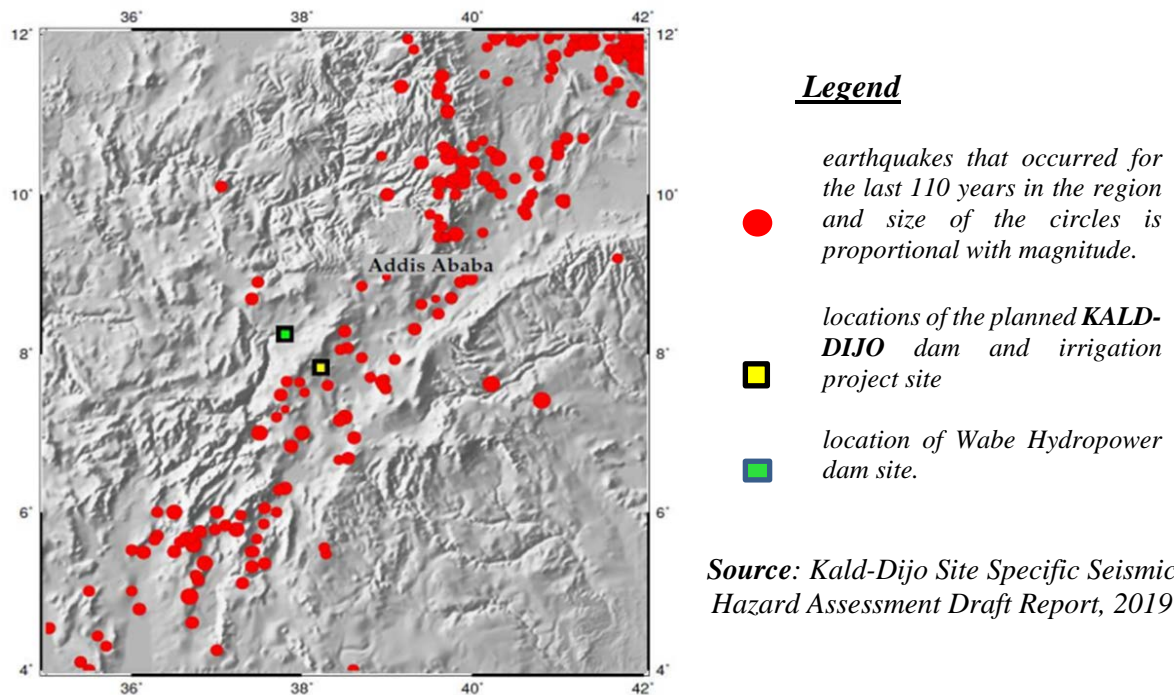 36˚ 38˚ 40˚
12˚ 12˚
10˚ 10˚
Addis Ababa
8˚ 8˚
6˚ 6˚
4˚ 4˚
36˚ 38˚ 40˚ 42˚
Legend
earthquakes that occurred for
the last 110 years in the region
and size of the circles is
proportional with magnitude.
locations of the planned KALD-
DIJO dam and irrigation
project site
location of Wabe Hydropower
dam site.
Source: Kald-Dijo Site Specific Seismic
Hazard Assessment Draft Report, 2019